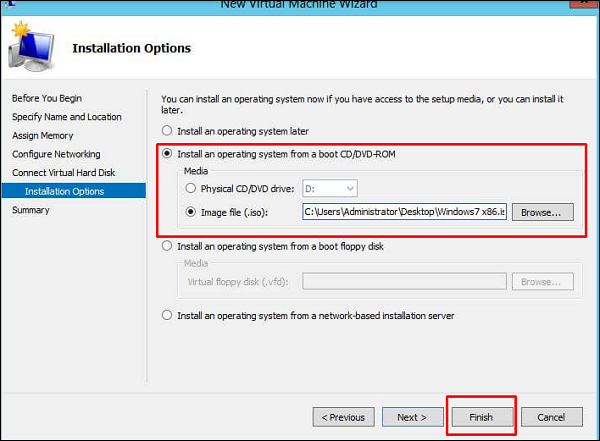 New Virtual Machine Wizard
Installation Options
Before You Begin
Specify Name and Location
Assign Memory
Configure Networking
Connect Virtual Hard Disk
Installation Options
Summary
You can install an operating system now if you have access to the setup media, or you can install it
later.
Install an operating system later
Install an operating system from a boot CD/DVD-ROM
Media
Physical CD/DVD drive:
D:
Image file (.iso):
C:\Users\Administrator\Desktop\Windows7 x86.is
Browse...
Install an operating system from a boot floppy disk
Media
Virtual floppy disk (.vfd):
Browse...
Install an operating system from a network-based installation server
< Previous
Next >
Finish
Cancel